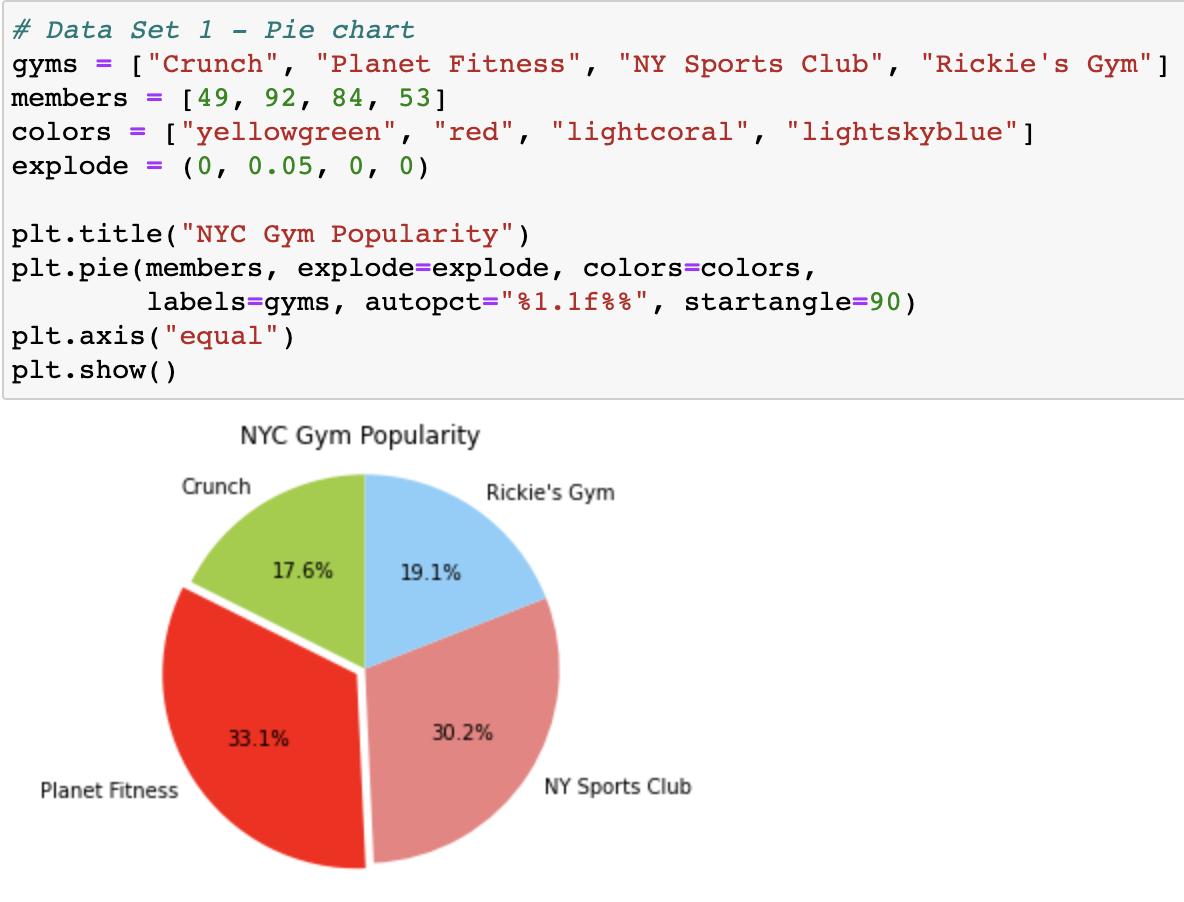 # Data Set 1 - Pie chart
gyms = ["Crunch", "Planet Fitness", "NY Sports Club", "Rickie's Gym"]
members = [49, 92, 84, 53]
colors = ["yellowgreen", "red", "lightcoral", "lightskyblue"]
explode = (0, 0.05, 0, 0)

plt.title("NYC Gym Popularity")
plt.pie(members, explode=explode, colors=colors,
        labels=gyms, autopct="%1.1f%%", startangle=90)
plt.axis("equal")
plt.show()
NYC Gym Popularity
Crunch
Rickie's Gym
17.6%
19.1%
33.1%
30.2%
Planet Fitness
NY Sports Club